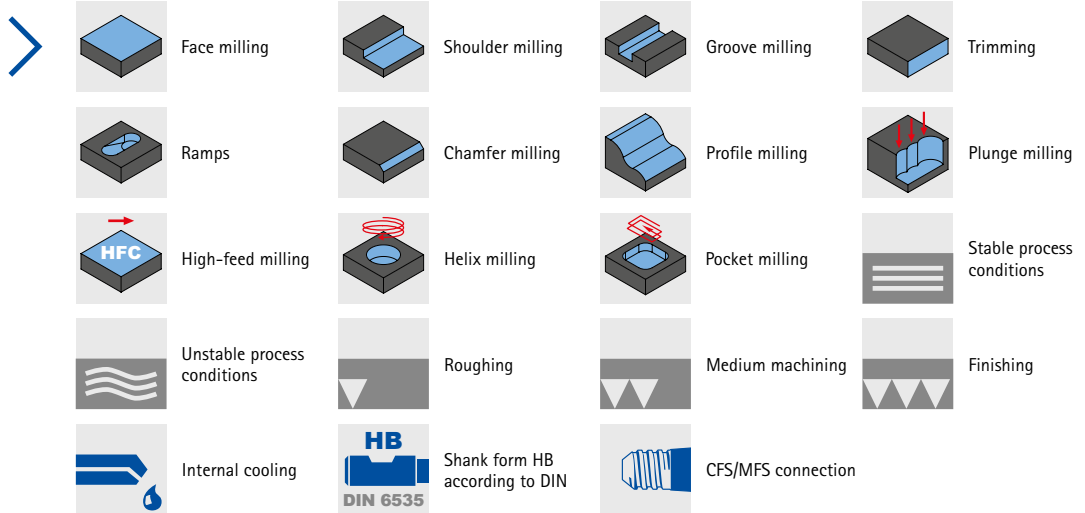 Face milling
Shoulder milling
Groove milling
Trimming
Ramps
Chamfer milling
Profile milling
Plunge milling
HFC
High-feed milling
Helix milling
Pocket milling
Stable process
conditions
Unstable process
conditions
Roughing
Medium machining
Finishing
Internal cooling
HB
DIN 6535
Shank form HB
according to DIN
CFS/MFS connection